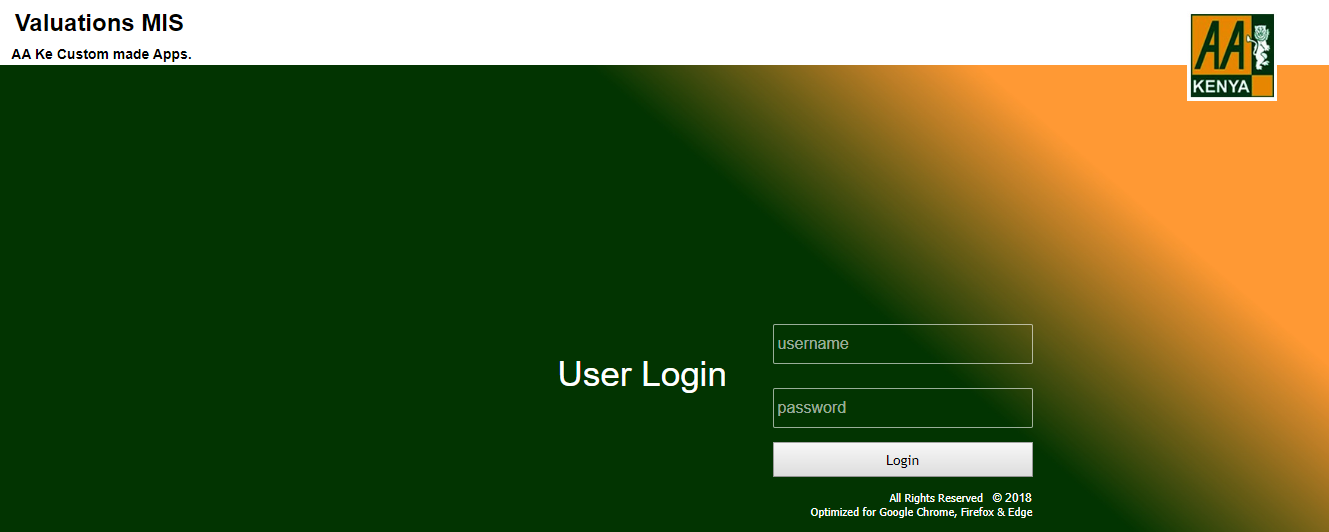 Valuations MIS
AA Ke Custom made Apps.
AA
KENYA
username
User Login
password
Login
All Rights Reserved © 2018
Optimized for Google Chrome, Firefox & Edge